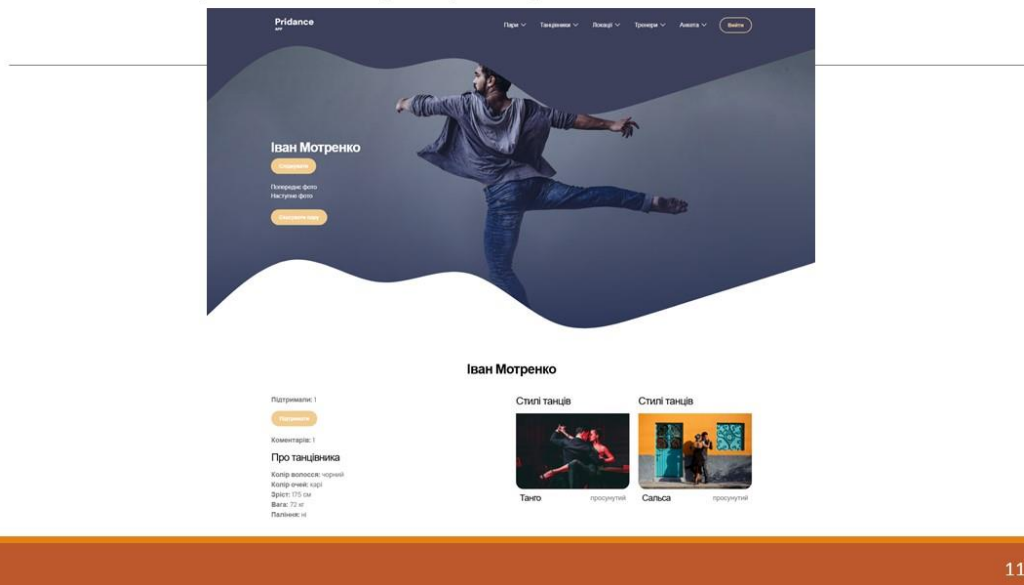 Pridance
APP
Пари
Танцівники
Локації
Тренери
Анкета
Вийти
Іван Мотренко
Попереднє фото
Наступне фото
Іван Мотренко
Підтримали: 1
Коментарів: 1
Про танцівника
Колір волосся: чорний
Колір очей: карі
Зріст: 175 см
Вага: 72 кг
Паління: ні
Стилі танців
Стилі танців
Танго
просунутий
Сальса
просунутий
11